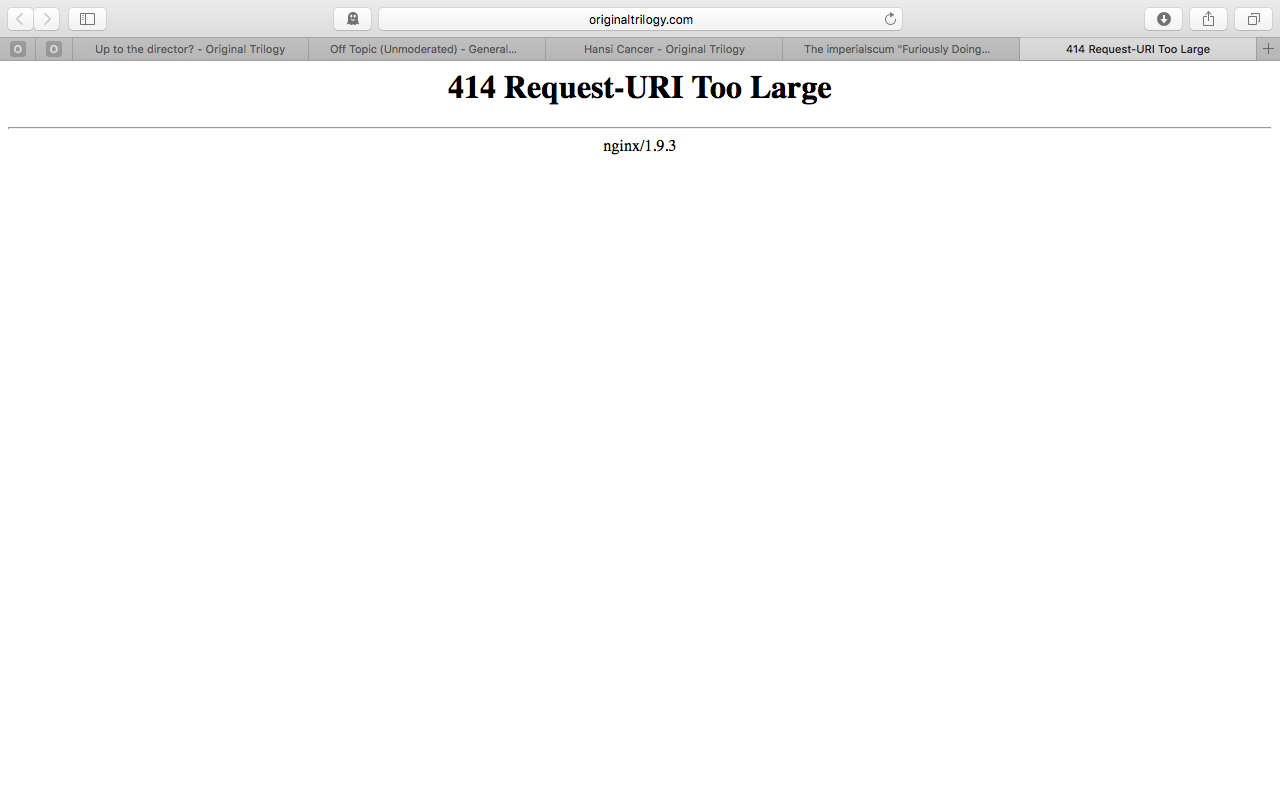 originaltrilogy.com
O
O
Up to the director? - Original Trilogy
Off Topic (Unmoderated) - General...
Hansi Cancer - Original Trilogy
The imperialscum "Furiously Doing...
414 Request-URI Too Large
414 Request-URI Too Large
nginx/1.9.3